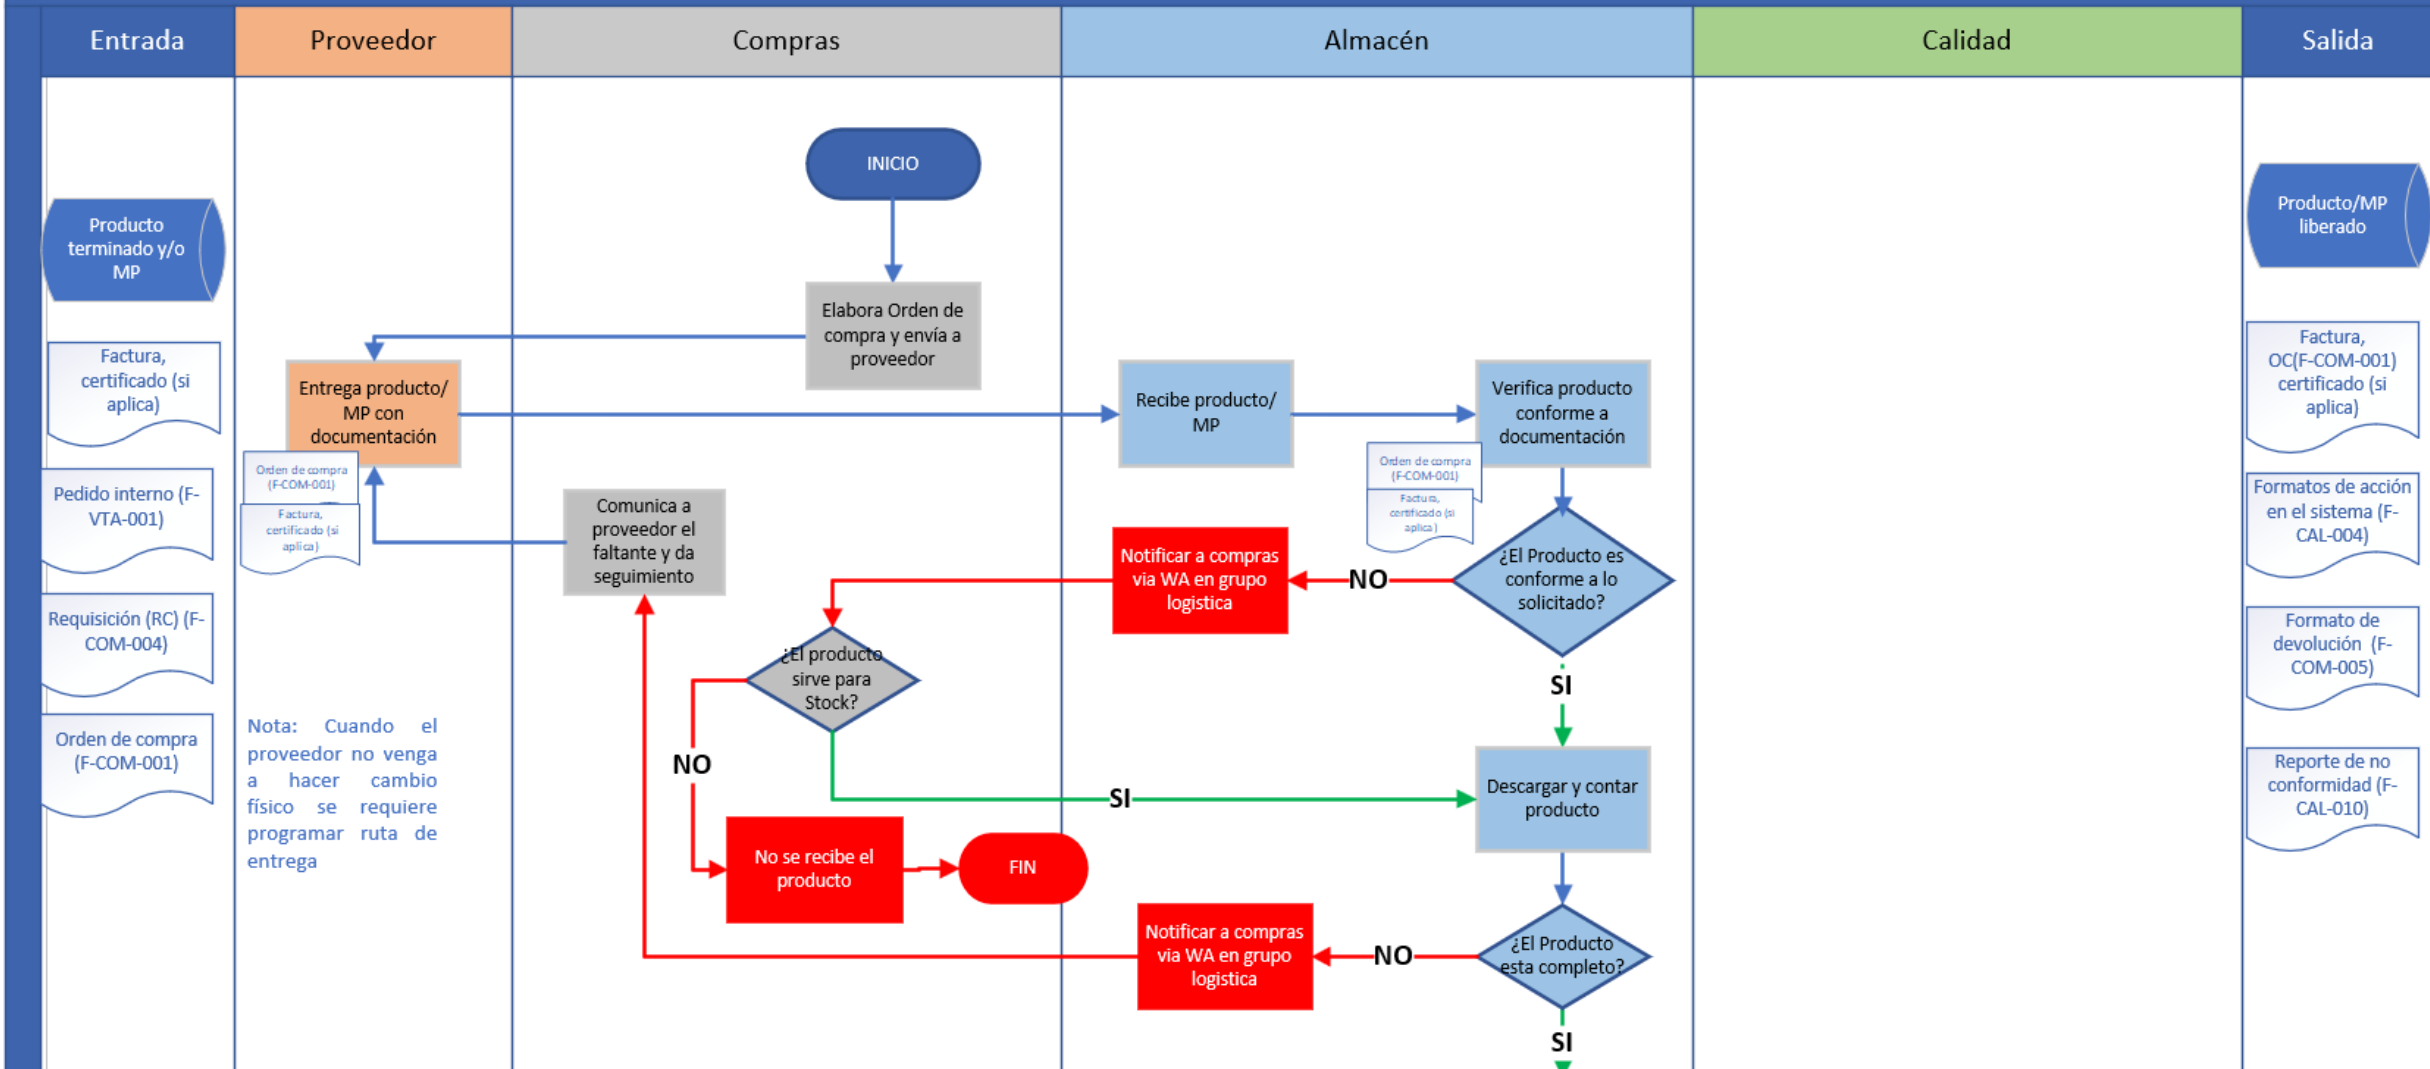 Entrada
Proveedor
Compras
Almacén
Calidad
Salida
Producto
terminado y/o
MP
Factura,
certificado (si
aplica)
Pedido interno (F-
VTA-001)
Requisición (RC) (F-
COM-004)
Orden de compra
(F-COM-001)
Entrega producto/
MP con
documentación
Orden de compra
(F-COM-001)
Factura,
certificado (si
aplica)
Nota: Cuando el
proveedor no venga
a hacer cambio
físico se requiere
programar ruta de
entrega
INICIO
Elabora Orden de
compra y envía a
proveedor
Comunica a
proveedor el
faltante y da
seguimiento
¿El producto
sirve para
Stock?
NO
SI
No se recibe el
producto
FIN
Recibe producto/
MP
Verifica producto
conforme a
documentación
Orden de compra
(F-COM-001)
Factura,
certificado (si
aplica)
¿El Producto es
conforme a lo
solicitado?
NO
Notificar a compras
via WA en grupo
logistica
SI
Descargar y contar
producto
¿El Producto
esta completo?
NO
Notificar a compras
via WA en grupo
logistica
SI
Producto/MP
liberado
Factura,
OC(F-COM-001)
certificado (si
aplica)
Formatos de acción
en el sistema (F-
CAL-004)
Formato de
devolución (F-
COM-005)
Reporte de no
conformidad (F-
CAL-010)